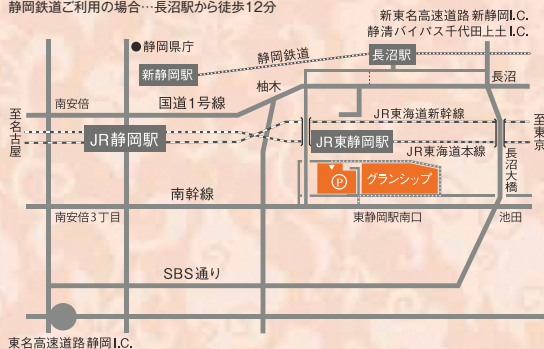 静岡鉄道ご利用の場合…長沼駅から徒歩12分
新東名高速道路 新静岡I.C.
静清バイパス千代田上土I.C.
●静岡県庁
静岡鉄道
長沼駅
新静岡駅
柚木
長沼
南安倍
国道1号線
至名古屋
JR静岡駅
JR東海道新幹線
至東京
JR東静岡駅
JR東海道本線
長沼大橋
P
グランシップ
南幹線
南安倍3丁目
東静岡駅南口
池田
SBS通り
東名高速道路 静岡I.C.